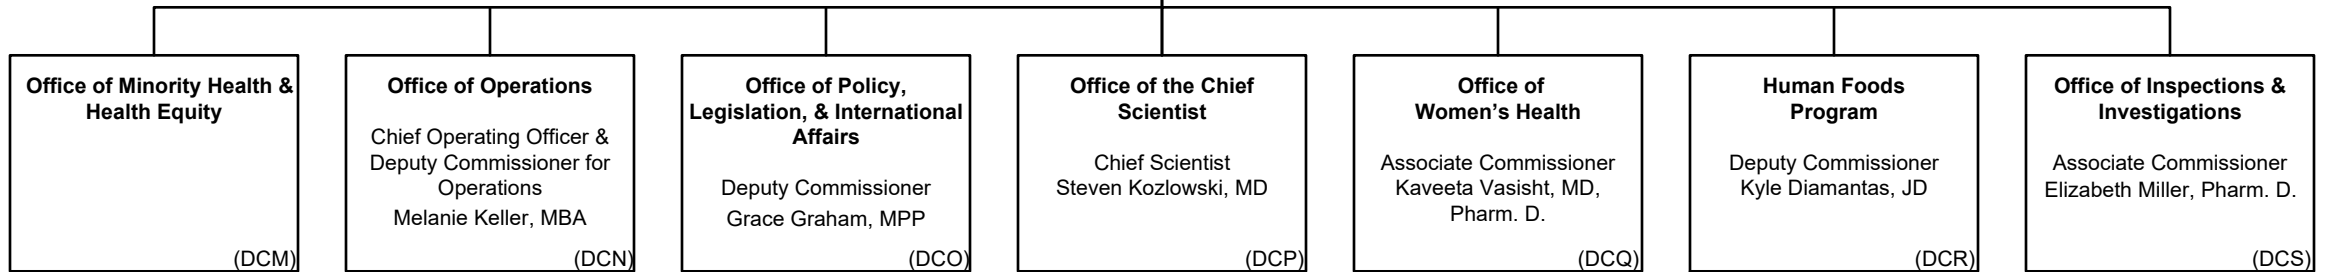 Office of Minority Health &
Health Equity
(DCM)
Office of Operations
Chief Operating Officer &
Deputy Commissioner for
Operations
Melanie Keller, MBA
(DCN)
Office of Policy,
Legislation, & International
Affairs
Deputy Commissioner
Grace Graham, MPP
(DCO)
Office of the Chief
Scientist
Chief Scientist
Steven Kozlowski, MD
(DCP)
Office of
Women’s Health
Associate Commissioner
Kaveeta Vasisht, MD,
Pharm. D.
(DCQ)
Human Foods
Program
Deputy Commissioner
Kyle Diamantas, JD
(DCR)
Office of Inspections &
Investigations
Associate Commissioner
Elizabeth Miller, Pharm. D.
(DCS)